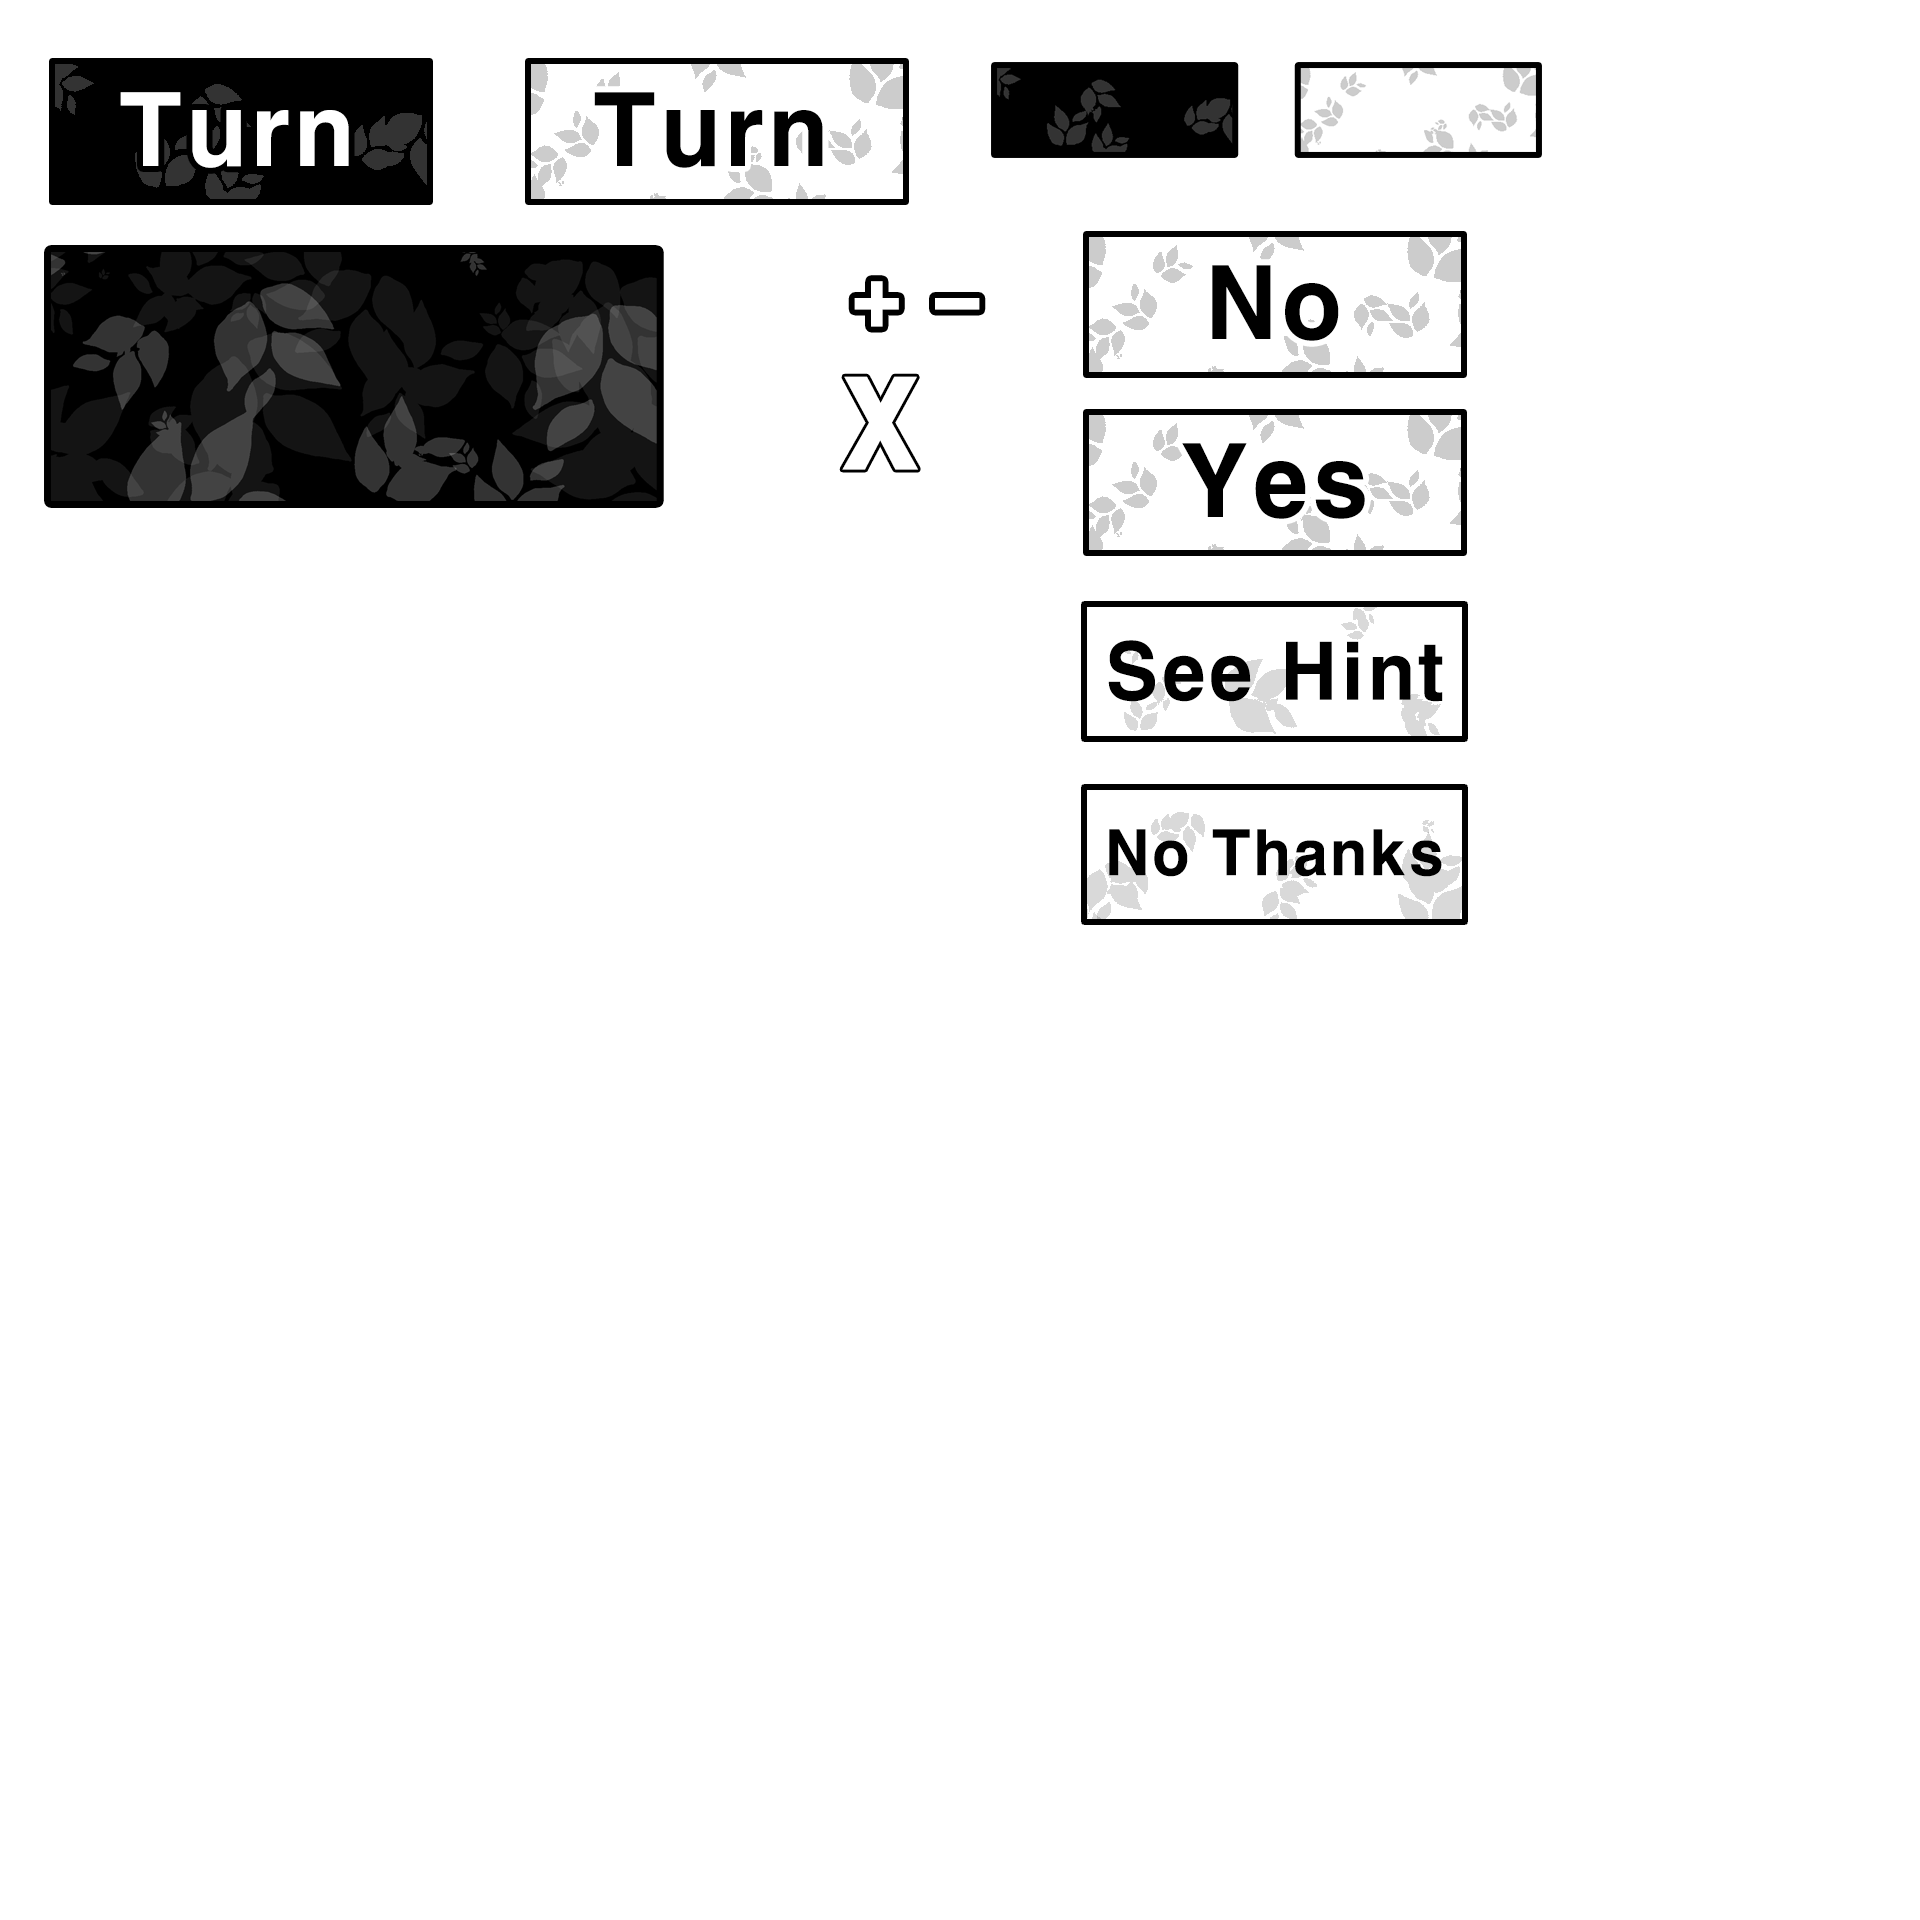 Turn
Turn
+ -
X
No
Yes
See Hint
No Thanks